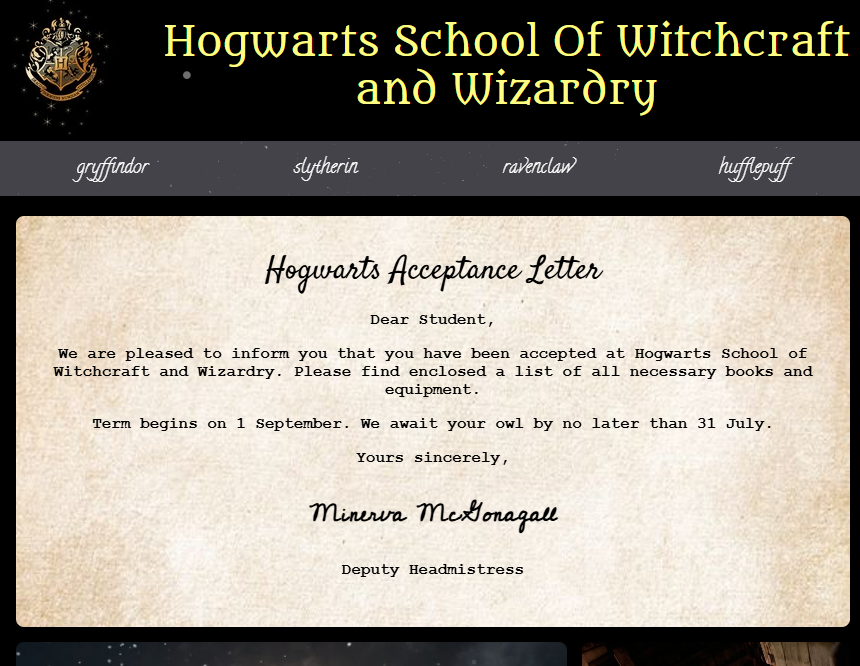 Hogwarts School Of Witchcraft
and Wizardry
gryffindor
slytherin
ravenclaw
hufflepuff
Hogwarts Acceptance Letter
Dear Student,
We are pleased to inform you that you have been accepted at Hogwarts School of
Witchcraft and Wizardry. Please find enclosed a list of all necessary books and
equipment.
Term begins on 1 September. We await your owl by no later than 31 July.
Yours sincerely,
Minerva McGonagall
Deputy Headmistress